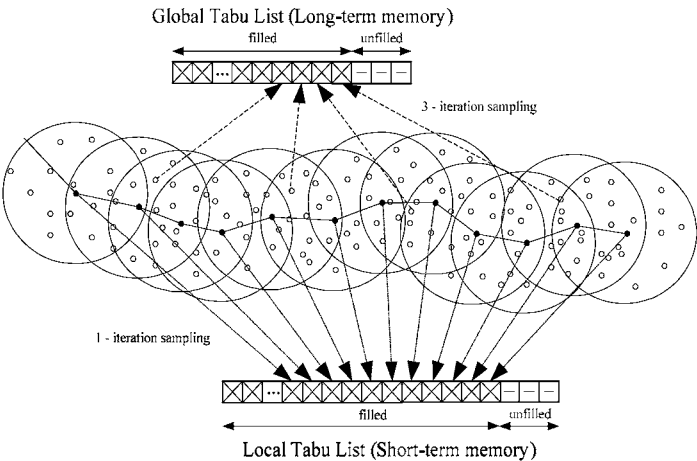 Global Tabu List (Long-term memory)
filled unfilled
...
3 - iteration sampling
1 - iteration sampling
...
filled unfilled
Local Tabu List (Short-term memory)